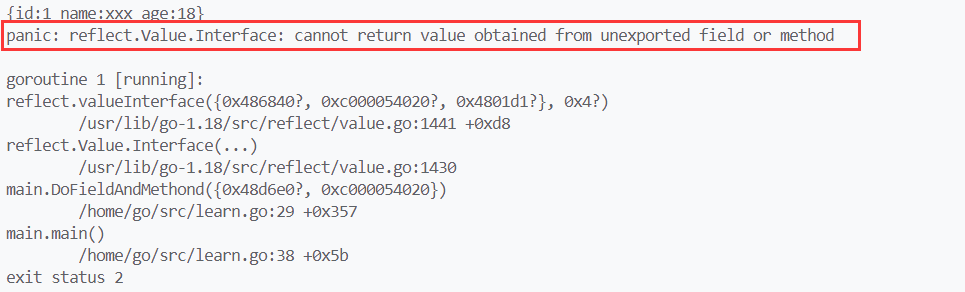 {id:1 name:xxx age:18}
panic: reflect.Value.Interface: cannot return value obtained from unexported field or method

goroutine 1 [running]:
reflect.valueInterface({0x486840?, 0xc000054020?, 0x4801d1?}, 0x4?)
        /usr/lib/go-1.18/src/reflect/value.go:1441 +0xd8
reflect.Value.Interface(...)
        /usr/lib/go-1.18/src/reflect/value.go:1430
main.DoFieldAndMethond({0x48d6e0?, 0xc000054020})
        /home/go/src/learn.go:29 +0x357
main.main()
        /home/go/src/learn.go:38 +0x5b
exit status 2